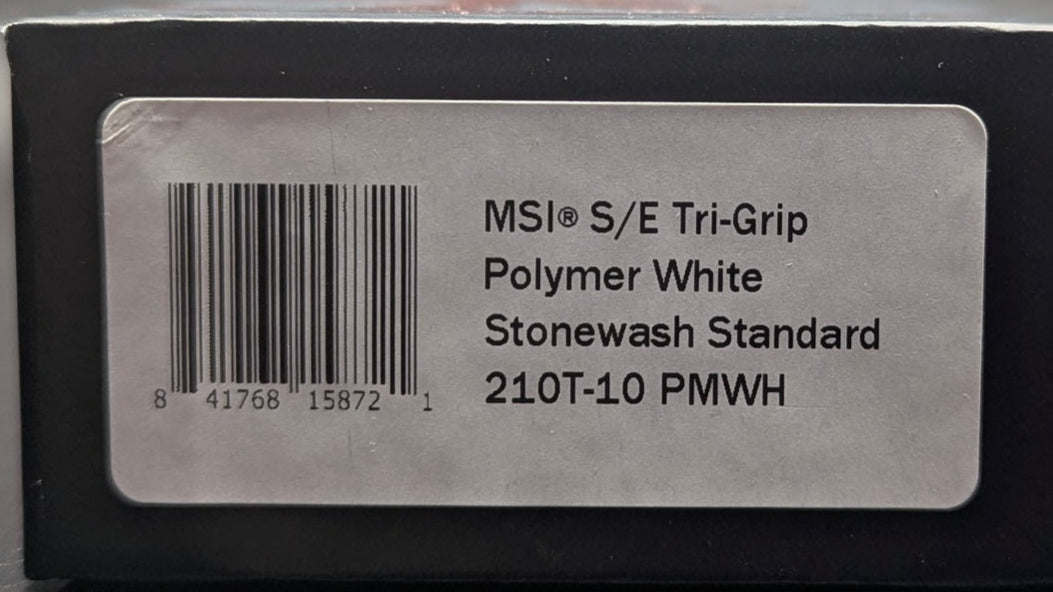 MSI® S/E Tri-Grip
Polymer White
Stonewash Standard
210T-10 PMWH
8 41768 15872 1